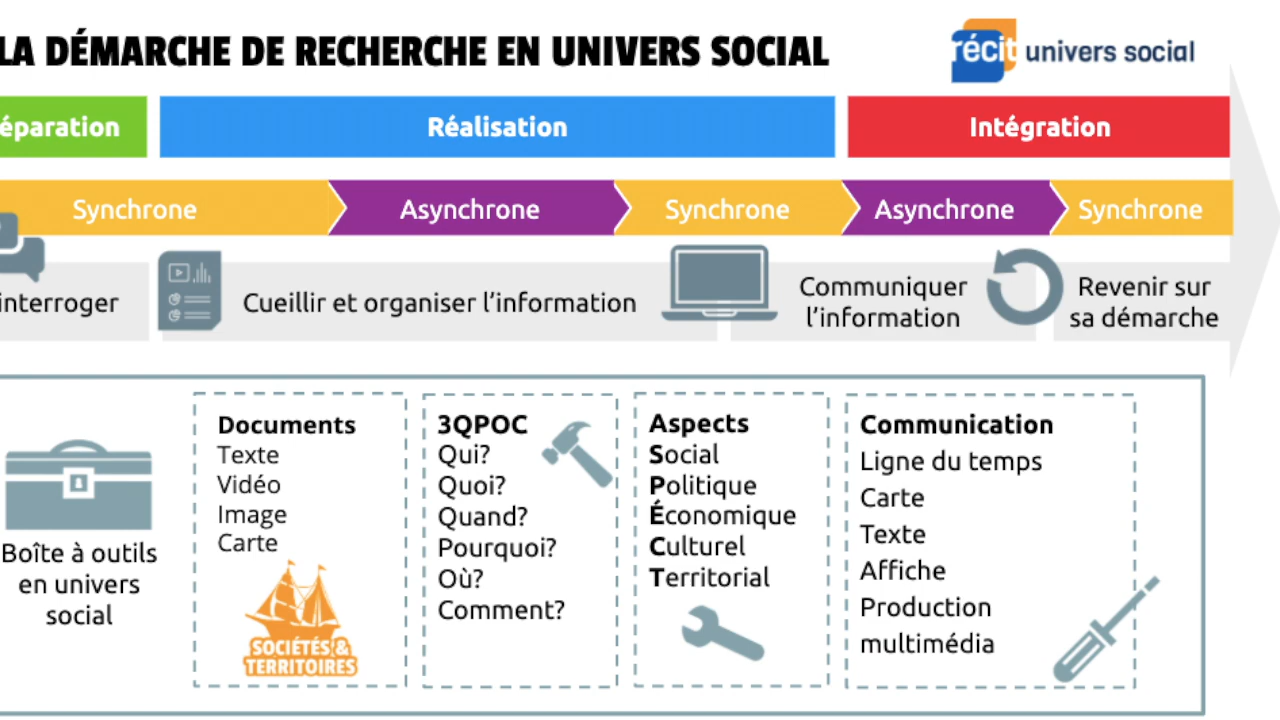 LA DÉMARCHE DE RECHERCHE EN UNIVERS SOCIAL
récit univers social
éparation
Réalisation
Intégration
Synchrone
Asynchrone
Synchrone
Asynchrone
Synchrone
interroger
Cueillir et organiser l’information
Communiquer
l’information
Revenir sur
sa démarche
Boîte à outils
en univers
social
Documents
Texte
Vidéo
Image
Carte
SOCIÉTÉS &
TERRITOIRES
3QPOC
Qui?
Quoi?
Quand?
Pourquoi?
Où?
Comment?
Aspects
Social
Politique
Économique
Culturel
Territorial
Communication
Ligne du temps
Carte
Texte
Affiche
Production
multimédia